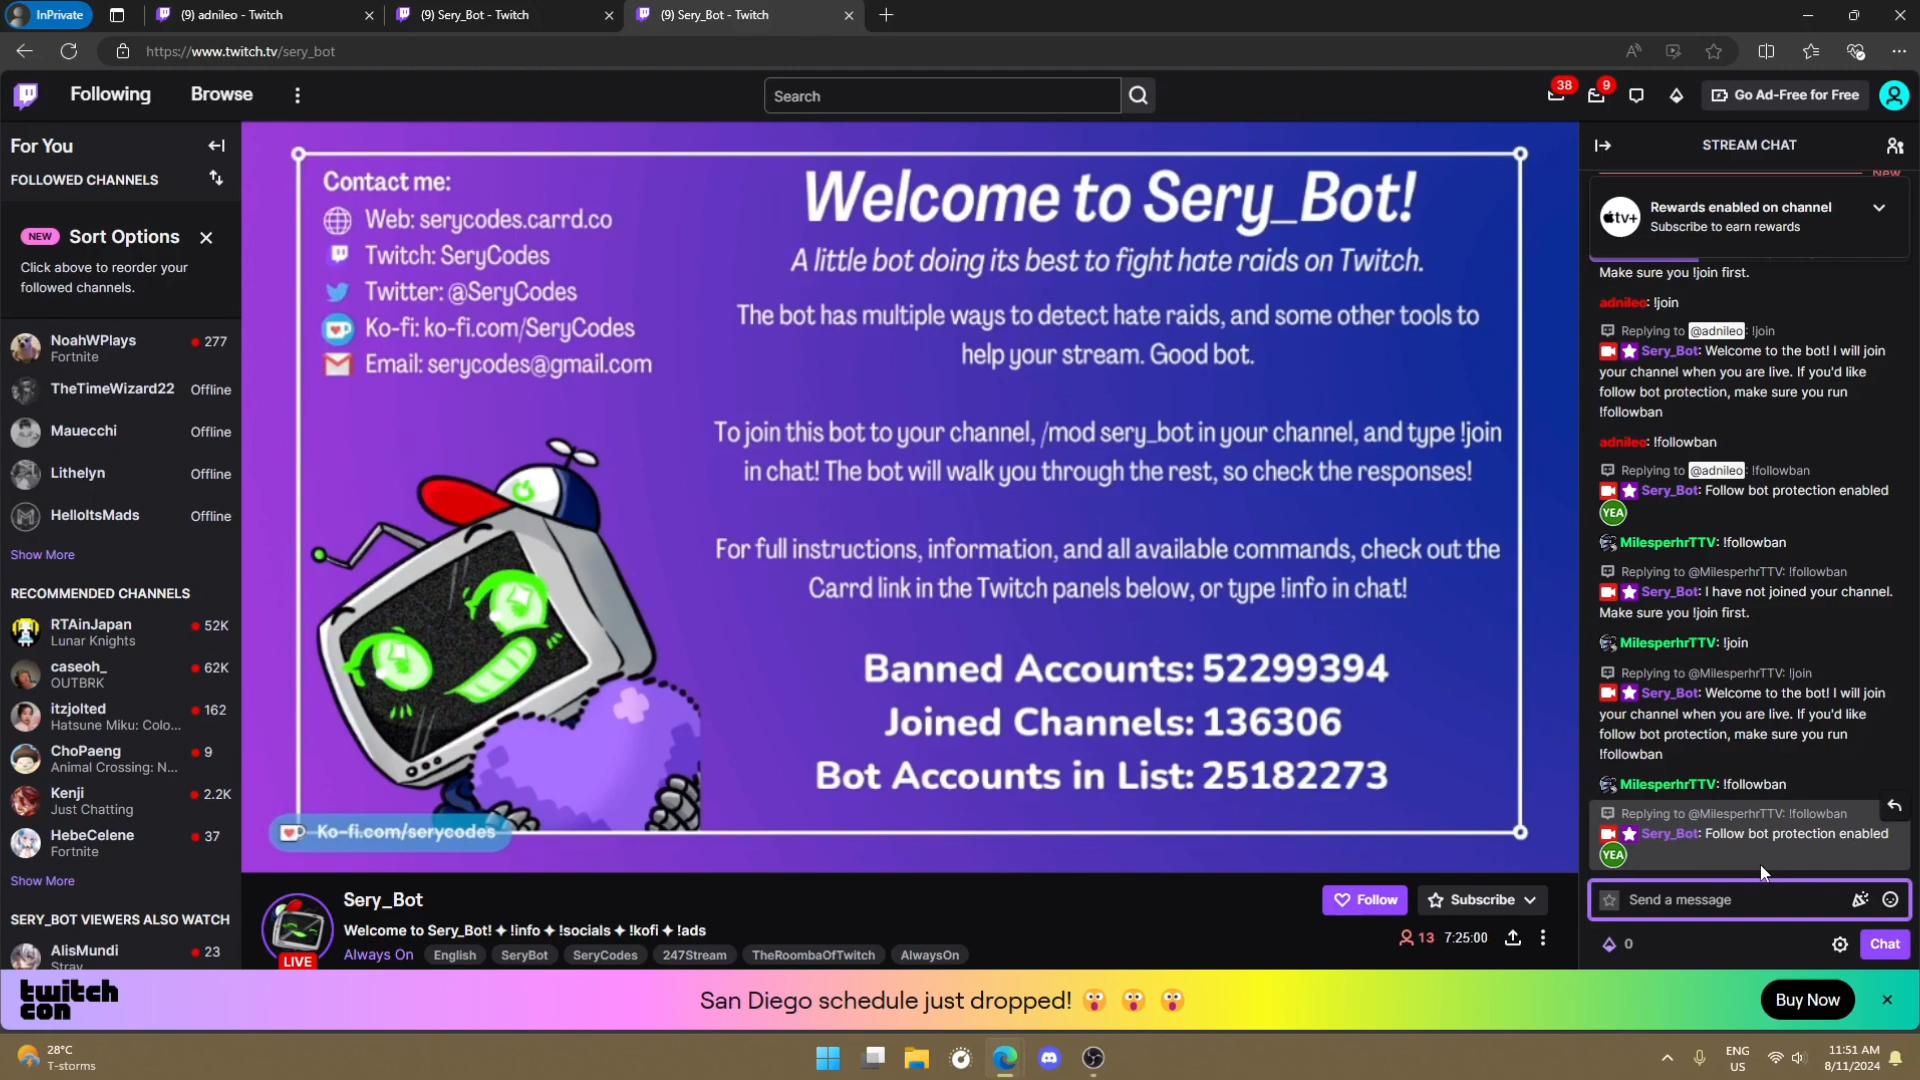 InPrivate
(9) adnileo - Twitch
(9) Sery_Bot - Twitch
(9) Sery_Bot - Twitch
https://www.twitch.tv/sery_bot
Following
Browse
Search
38
9
Go Ad-Free for Free
For You
FOLLOWED CHANNELS
NEW Sort Options
Click above to reorder your
followed channels.
NoahWPlays 277
Fortnite
TheTimeWizard22 Offline
Mauecchi Offline
Lithelyn Offline
HelloItsMads Offline
Show More
RECOMMENDED CHANNELS
RTAinJapan 52K
Lunar Knights
caseoh_ 62K
OUTBRK
itzjolted 162
Hatsune Miku: Colo...
ChoPaeng 9
Animal Crossing: N...
Kenji 2.2K
Just Chatting
HebeCelene 37
Fortnite
Show More
SERY_BOT VIEWERS ALSO WATCH
AlisMundi 23
Stray
Contact me:
Web: serycodes.carrd.co
Twitch: SeryCodes
Twitter: @SeryCodes
Ko-fi: ko-fi.com/SeryCodes
Email: serycodes@gmail.com
Welcome to Sery_Bot!
A little bot doing its best to fight hate raids on Twitch.
The bot has multiple ways to detect hate raids, and some other tools to
help your stream. Good bot.
To join this bot to your channel, /mod sery_bot in your channel, and type !join
in chat! The bot will walk you through the rest, so check the responses!
For full instructions, information, and all available commands, check out the
Carrd link in the Twitch panels below, or type !info in chat!
Banned Accounts: 52299394
Joined Channels: 136306
Bot Accounts in List: 25182273
Ko-fi.com/serycodes
Sery_Bot
Follow
Subscribe
Welcome to Sery_Bot! ✦ !info ✦ !socials ✦ !kofi ✦ !ads
13 7:25:00
LIVE
Always On English SeryBot SeryCodes 247Stream TheRoombaOfTwitch AlwaysOn
STREAM CHAT
New
tv+
Rewards enabled on channel
Subscribe to earn rewards
Make sure you !join first.
adnileo: !join
Replying to @adnileo: !join
Sery_Bot: Welcome to the bot! I will join
your channel when you are live. If you'd like
follow bot protection, make sure you run
!followban
adnileo: !followban
Replying to @adnileo: !followban
Sery_Bot: Follow bot protection enabled
YEA
MilesperhrTTV: !followban
Replying to @MilesperhrTTV: !followban
Sery_Bot: I have not joined your channel.
Make sure you !join first.
MilesperhrTTV: !join
Replying to @MilesperhrTTV: !join
Sery_Bot: Welcome to the bot! I will join
your channel when you are live. If you'd like
follow bot protection, make sure you run
!followban
MilesperhrTTV: !followban
Replying to @MilesperhrTTV: !followban
Sery_Bot: Follow bot protection enabled
YEA
Send a message
0
Chat
twitch
con
San Diego schedule just dropped!
Buy Now
28°C
T-storms
ENG
US
11:51 AM
8/11/2024